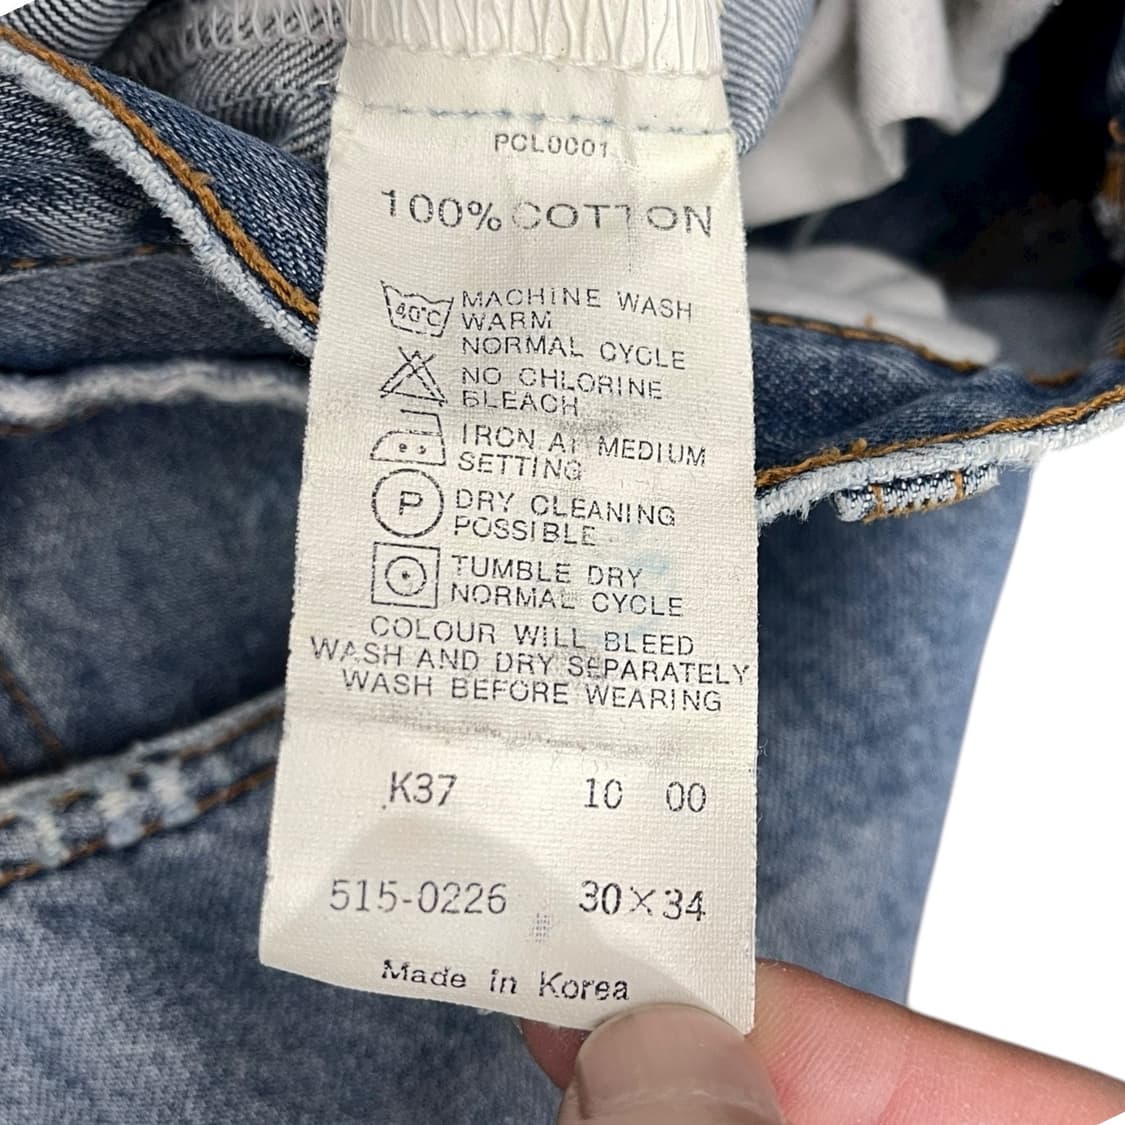 PCL0001
100% COTTON
40°C MACHINE WASH
WARM
NORMAL CYCLE
NO CHLORINE
BLEACH
IRON AT MEDIUM
SETTING
P DRY CLEANING
POSSIBLE
TUMBLE DRY
NORMAL CYCLE
COLOUR WILL BLEED
WASH AND DRY SEPARATELY
WASH BEFORE WEARING
K37 10 00
515-0226 30×34
Made in Korea